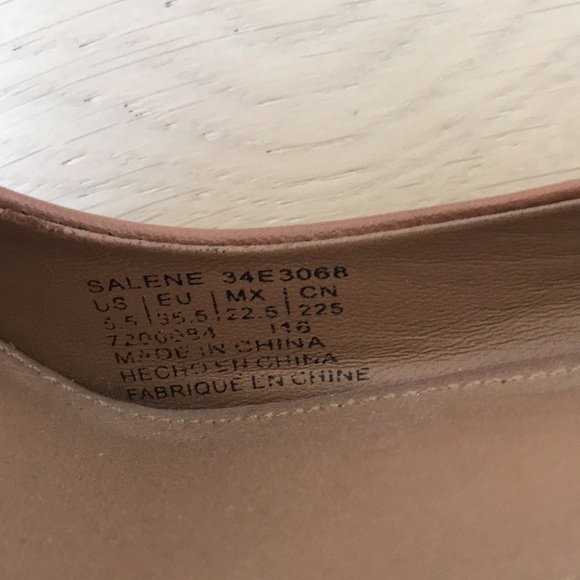 SALENE 34E3068
US | EU | MX | CN
5.5 | 35.5 | 22.5 | 225
116
MADE IN CHINA
HECHO EN CHINA
FABRIQUE EN CHINE